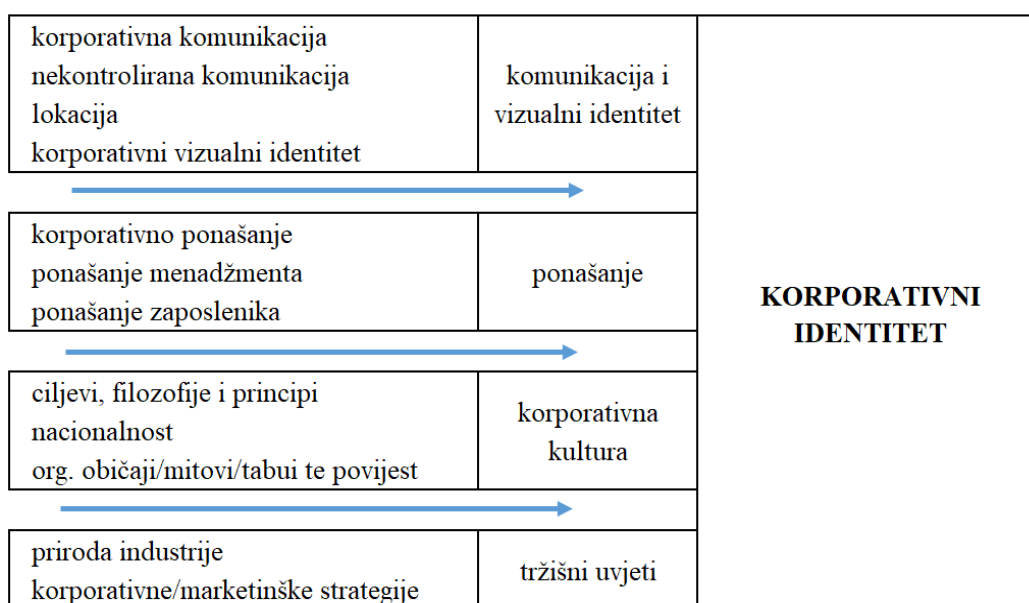 korporativna komunikacija
nekontrolirana komunikacija
lokacija
korporativni vizualni identitet
komunikacija i
vizualni identitet
korporativno ponašanje
ponašanje menadžmenta
ponašanje zaposlenika
ponašanje
ciljevi, filozofije i principi
nacionalnost
org. običaji/mitovi/tabui te povijest
korporativna
kultura
priroda industrije
korporativne/marketinške strategije
tržišni uvjeti
KORPORATIVNI
IDENTITET